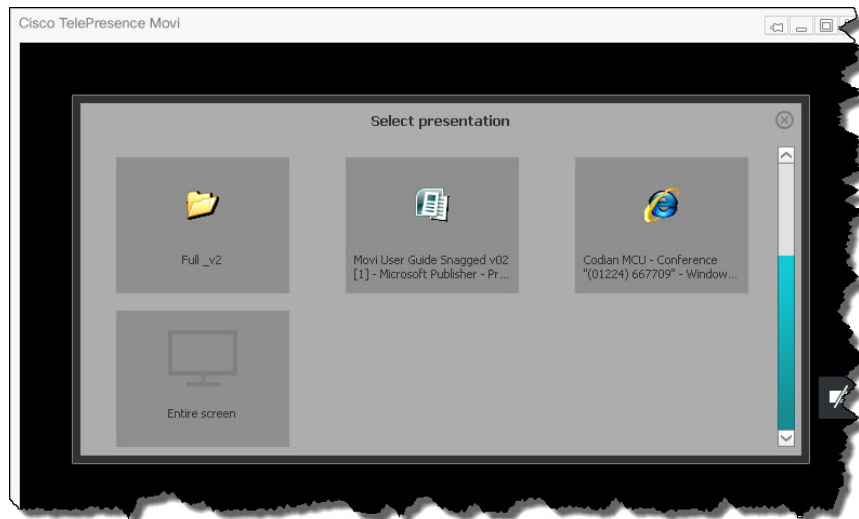 Cisco TelePresence Movi
Select presentation
Full _v2
Movi User Guide Snagged v02
[1] - Microsoft Publisher - Pr...
Codian MCU - Conference
"(01224) 667709" - Window...
Entire screen